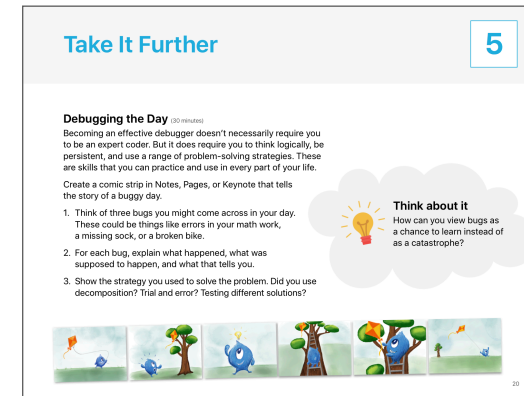 Take It Further
5
Debugging the Day (30 minutes)
Becoming an effective debugger doesn't necessarily require you
to be an expert coder. But it does require you to think logically, be
persistent, and use a range of problem-solving strategies. These
are skills that you can practice and use in every part of your life.
Create a comic strip in Notes, Pages, or Keynote that tells
the story of a buggy day.
1. Think of three bugs you might come across in your day.
These could be things like errors in your math work,
a missing sock, or a broken bike.
2. For each bug, explain what happened, what was
supposed to happen, and what that tells you.
3. Show the strategy you used to solve the problem. Did you use
decomposition? Trial and error? Testing different solutions?
Think about it
How can you view bugs as
a chance to learn instead of
as a catastrophe?
20